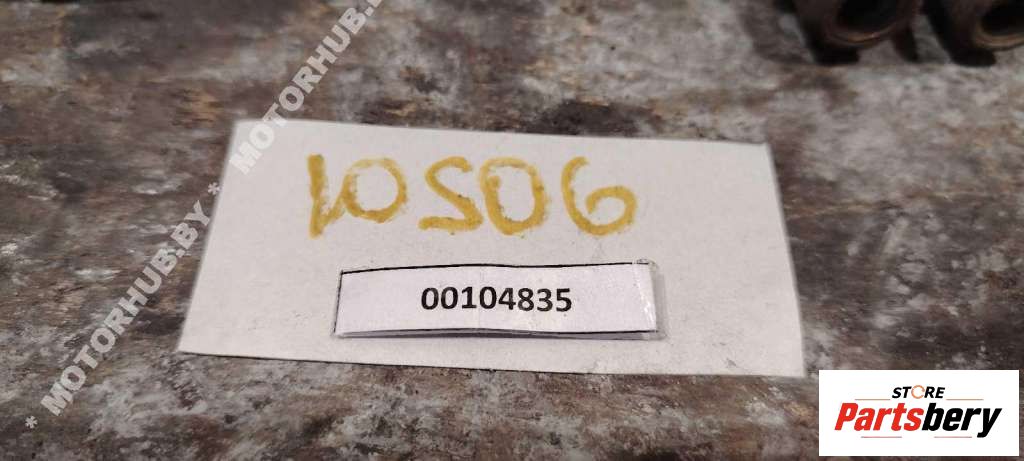 * MOTORHUB.BY * MOTORHUB.BY
10S06
00104835
STORE
Partsbery